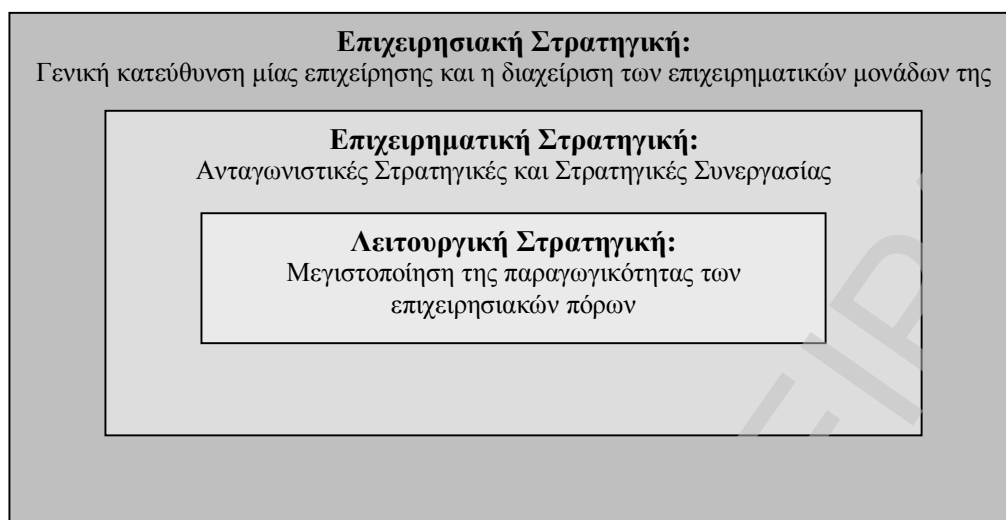 Επιχειρησιακή Στρατηγική:
Γενική κατεύθυνση μίας επιχείρησης και η διαχείριση των επιχειρηματικών μονάδων της
Επιχειρηματική Στρατηγική:
Ανταγωνιστικές Στρατηγικές και Στρατηγικές Συνεργασίας
Λειτουργική Στρατηγική:
Μεγιστοποίηση της παραγωγικότητας των
επιχειρησιακών πόρων